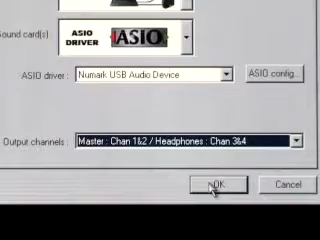 Sound card(s)
ASIO DRIVER ASIO
ASIO driver : Numark USB Audio Device ASIO config...
Output channels : Master : Chan 1&2 / Headphones : Chan 3&4
OK Cancel